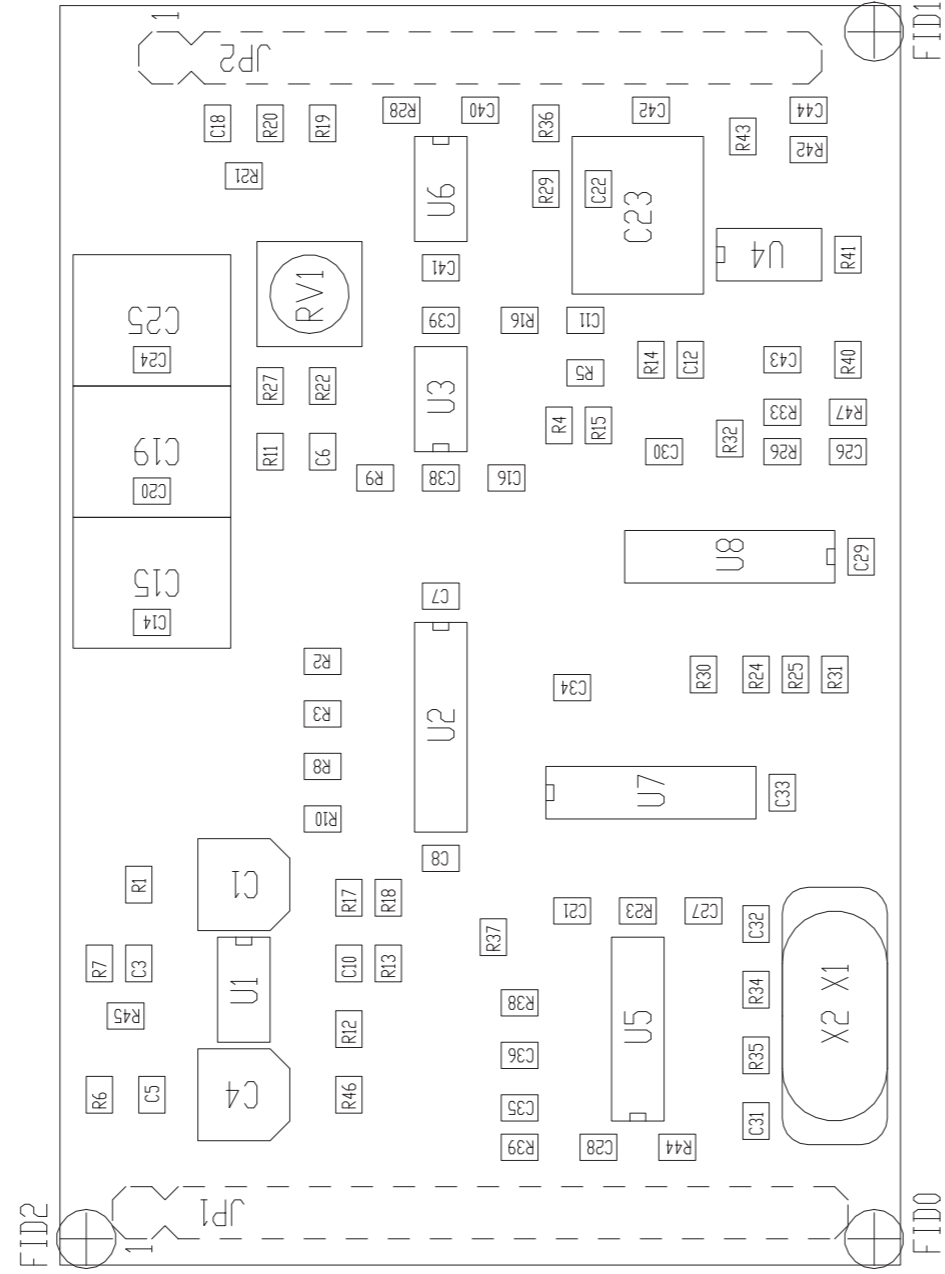 1
FID1
JP2
R28
C40
C42
C44
C18
R20
R19
R36
R43
R42
R21
R29
C22
U6
C23
U4
R41
C41
RV1
C25
C39
R16
C11
C24
R14
C12
C43
R40
R5
R27
R22
U3
R4
R15
R33
R47
R32
C19
R11
C6
C30
R26
C26
C20
R9
C38
C16
U8
C29
C15
C7
C14
R2
R30
R24
R25
R31
C34
R3
U2
R8
U7
C33
R10
C8
R1
C1
R17
R18
C21
R23
C27
C32
R37
R7
C3
C10
R13
U1
R34
X1
R45
R38
R12
U5
X2
C36
R35
R6
C5
C4
R46
C35
C31
R39
C28
R44
JP1
FID2
1
FID0